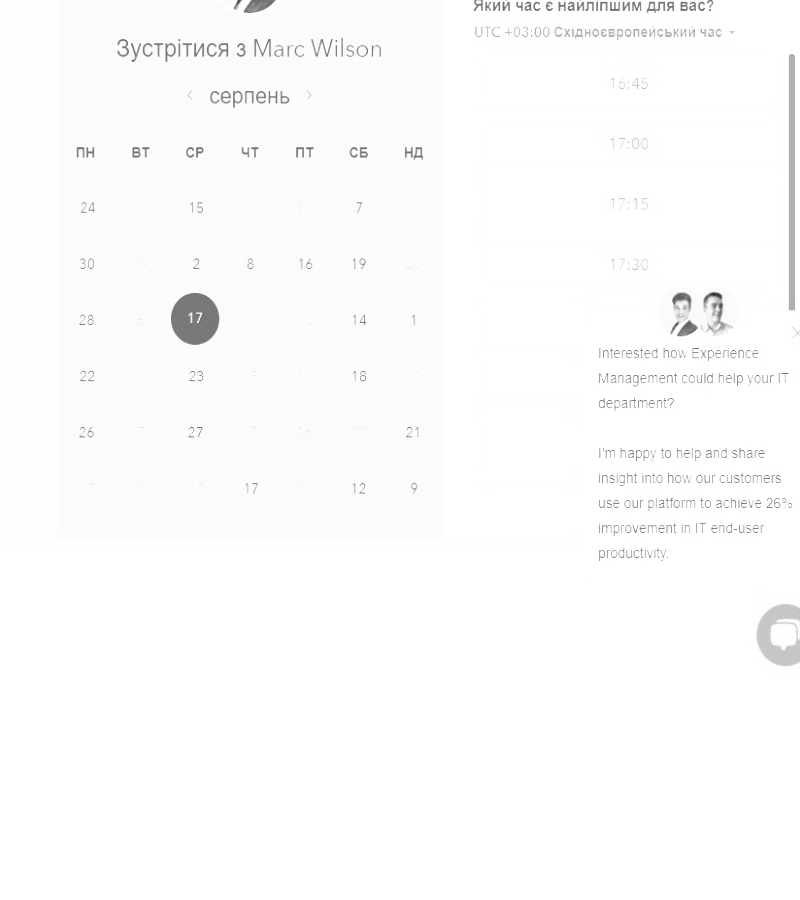 Зустрітися з Marc Wilson
серпень
ПН ВТ СР ЧТ ПТ СБ НД
24 15 7
30 2 8 16 19
28 17 14 1
22 23 18
26 27 21
17 12 9
Який час є найліпшим для вас?
UTC +03:00 Східноєвропейський час
16:45
17:00
17:15
17:30
Interested how Experience
Management could help your IT
department?
I'm happy to help and share
insight into how our customers
use our platform to achieve 26%
improvement in IT end-user
productivity.